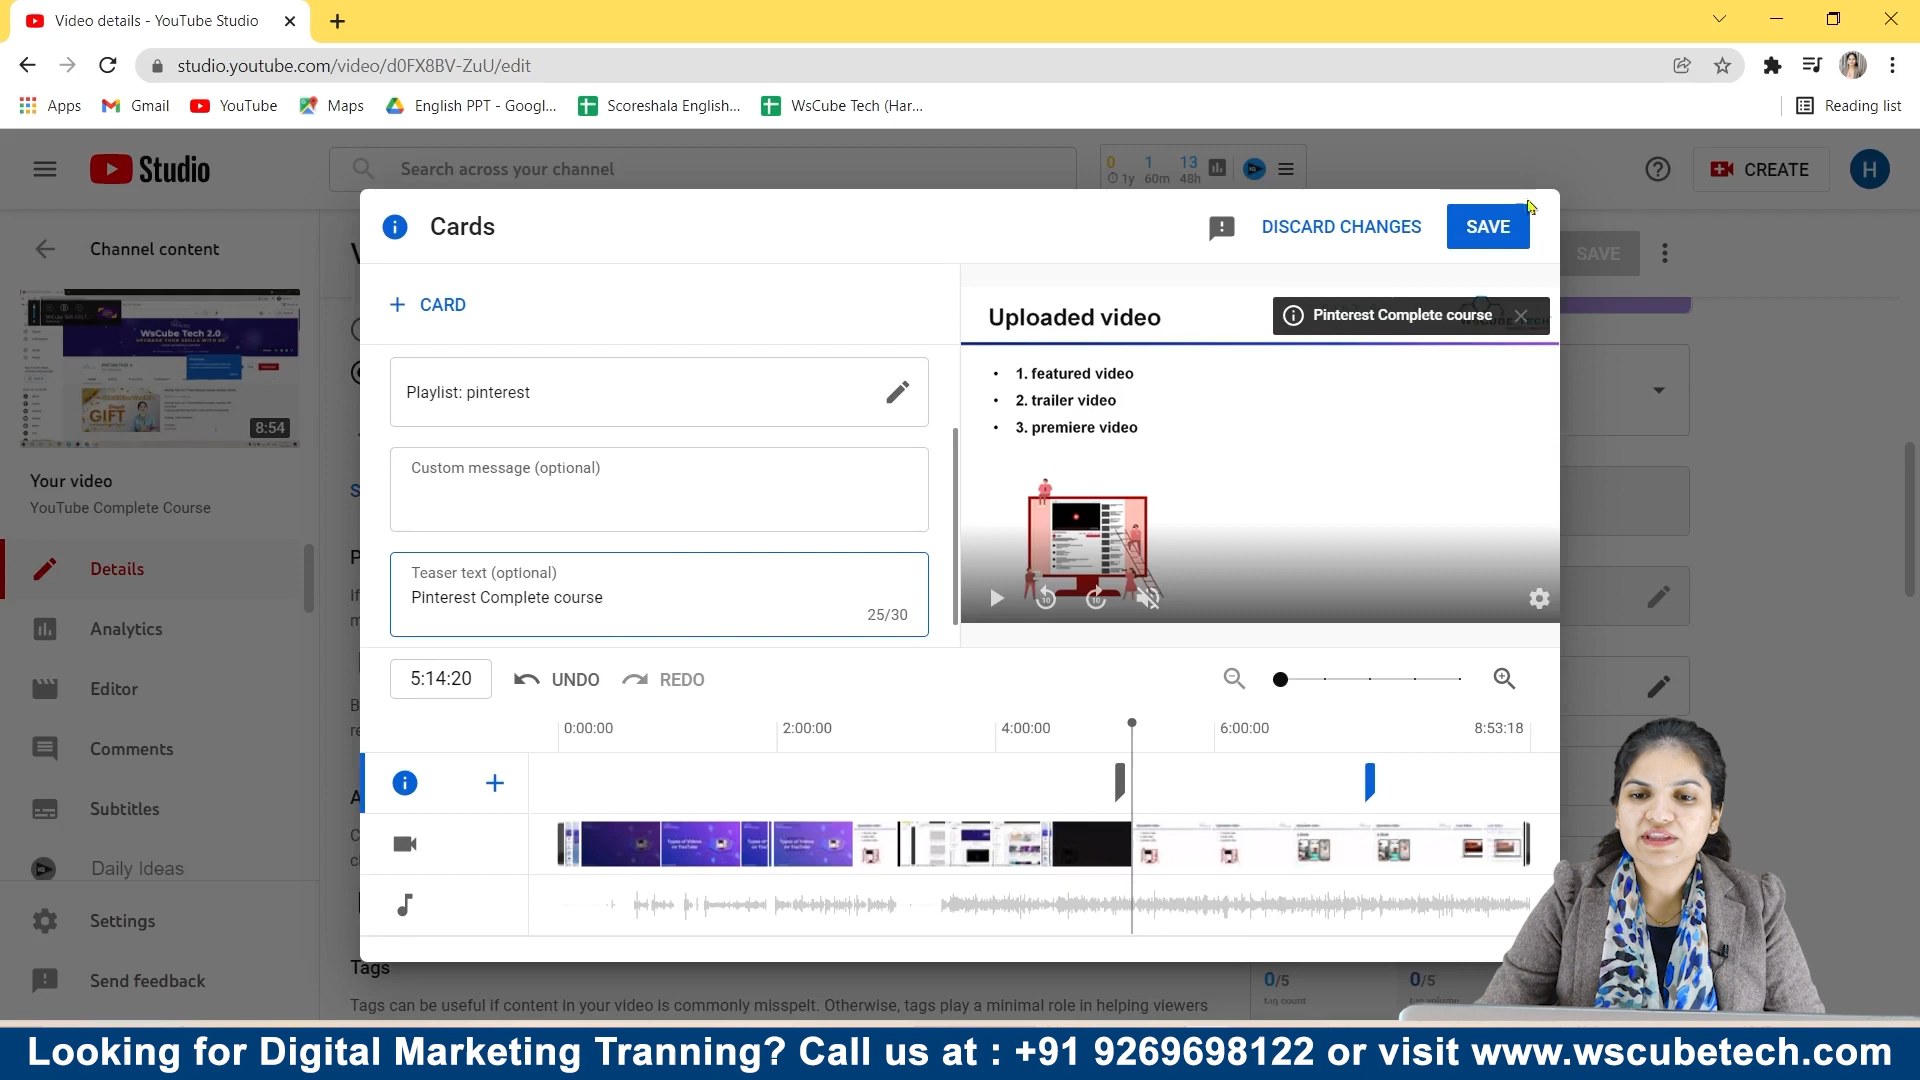 Video details - YouTube Studio
studio.youtube.com/video/d0FX8BV-ZuU/edit
Apps
Gmail
YouTube
Maps
English PPT - Googl...
Scoreshala English...
WsCube Tech (Har...
Reading list
Studio
Search across your channel
0 1 13
1y 60m 48h
CREATE
H
Channel content
8:54
Your video
YouTube Complete Course
Details
Analytics
Editor
Comments
Subtitles
Daily Ideas
Settings
Send feedback
Cards
DISCARD CHANGES
SAVE
SAVE
CARD
Playlist: pinterest
Custom message (optional)
Teaser text (optional)
Pinterest Complete course
25/30
Uploaded video
Pinterest Complete course
• 1. featured video
• 2. trailer video
• 3. premiere video
5:14:20
UNDO
REDO
0:00:00
2:00:00
4:00:00
6:00:00
8:53:18
Tags
0/5
0/5
tag count
tag volume
Tags can be useful if content in your video is commonly misspelt. Otherwise, tags play a minimal role in helping viewers
Looking for Digital Marketing Tranning? Call us at : +91 9269698122 or visit www.wscubetech.com